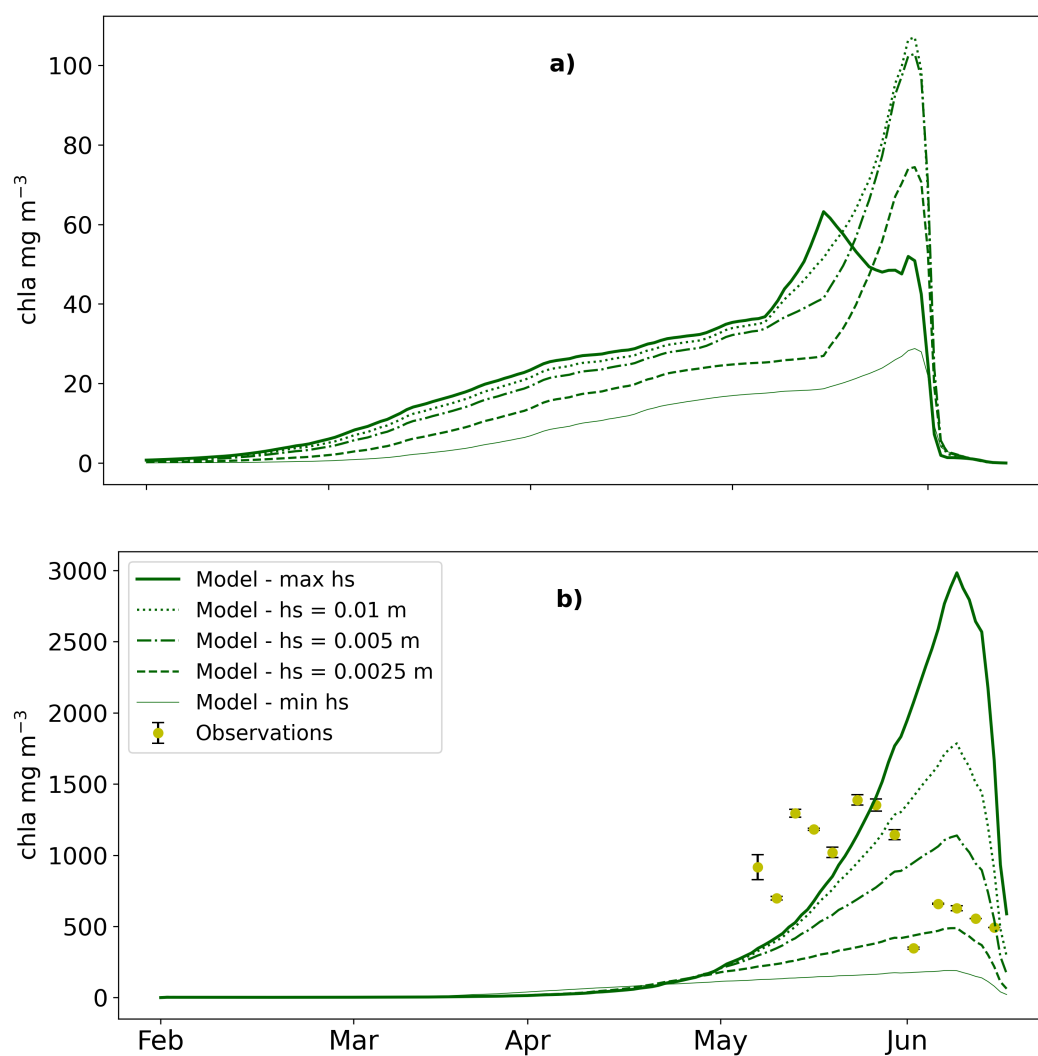 a)
100
80
60
40
20
0
chla mg m⁻³
b)
3000
2500
2000
1500
1000
500
0
chla mg m⁻³
Model - max hs
Model - hs = 0.01 m
Model - hs = 0.005 m
Model - hs = 0.0025 m
Model - min hs
Observations
Feb Mar Apr May Jun